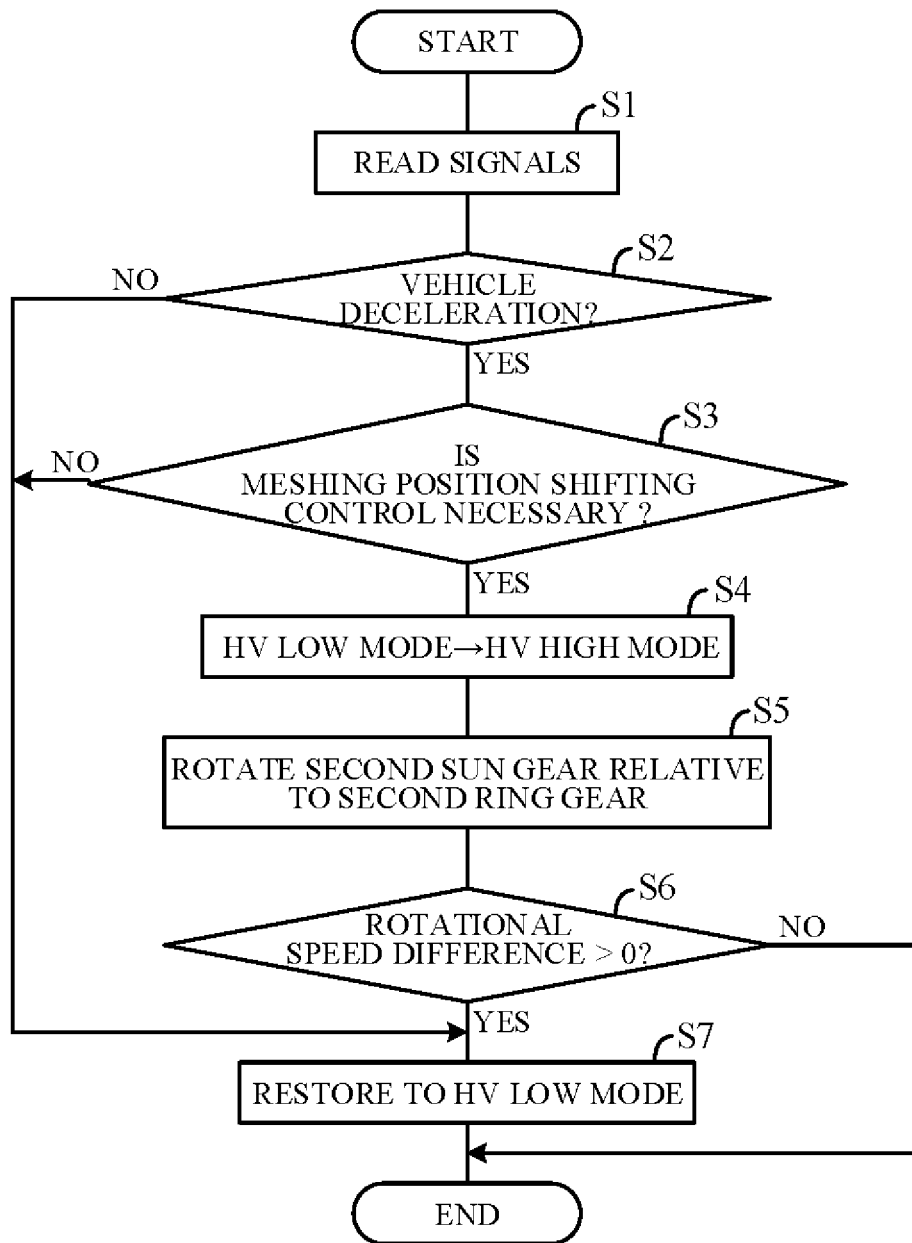 START
S1
READ SIGNALS
S2
NO
VEHICLE
DECELERATION?
YES
S3
NO
IS
MESHING POSITION SHIFTING
CONTROL NECESSARY ?
YES
S4
HV LOW MODE→HV HIGH MODE
S5
ROTATE SECOND SUN GEAR RELATIVE
TO SECOND RING GEAR
S6
ROTATIONAL
SPEED DIFFERENCE > 0?
NO
YES
S7
RESTORE TO HV LOW MODE
END